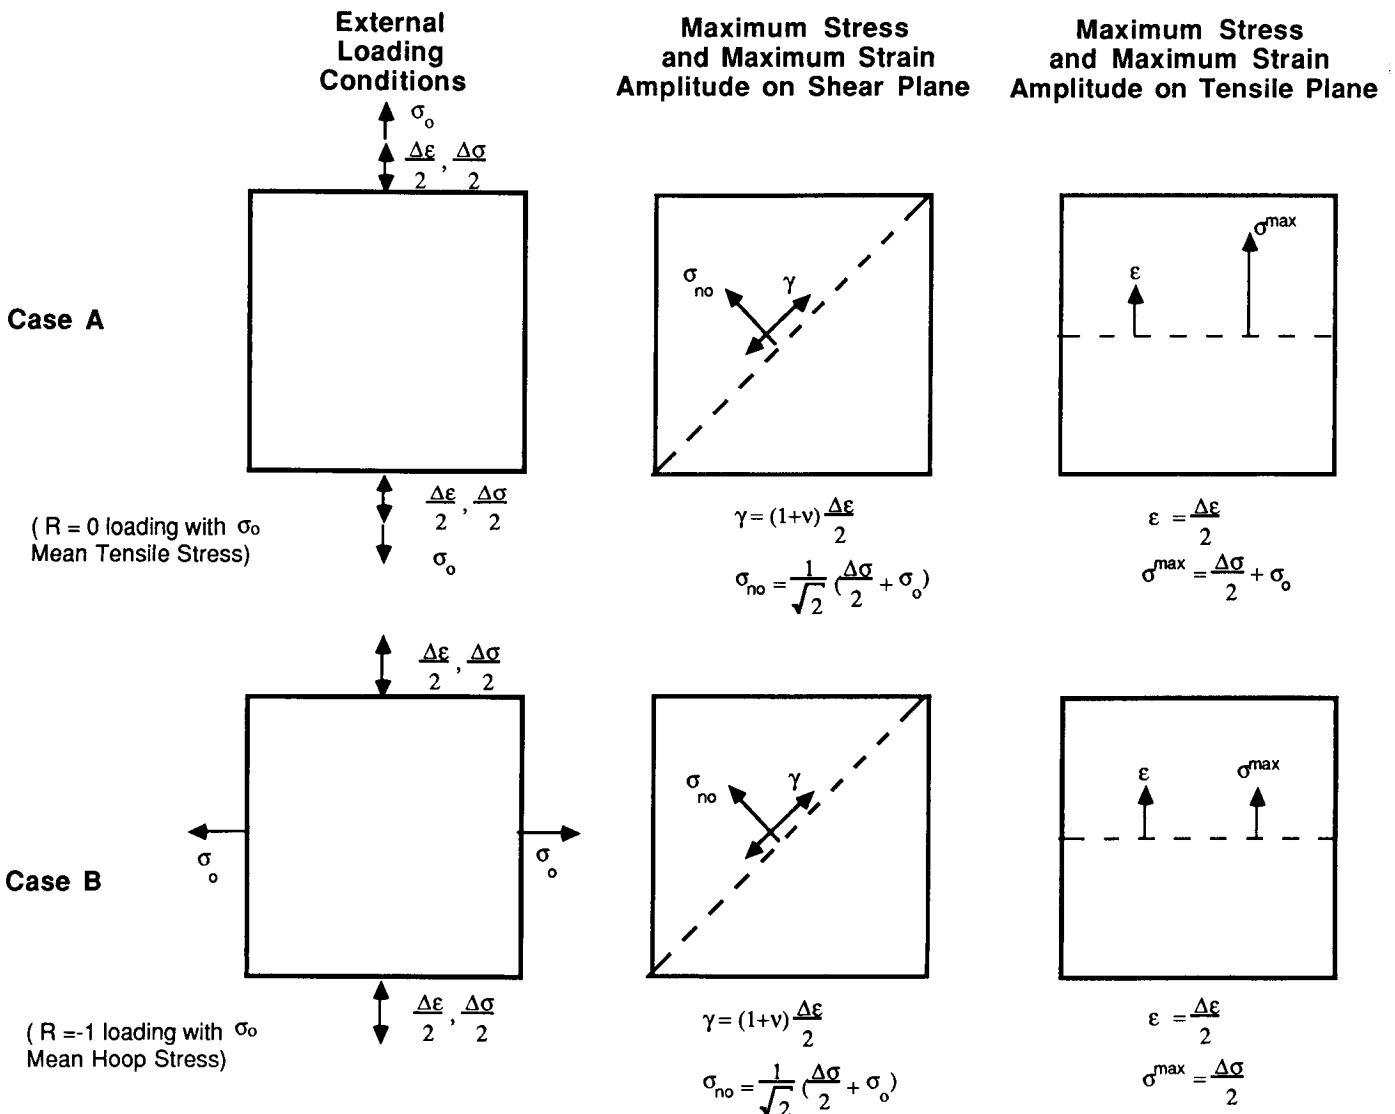 External
Loading
Conditions
Maximum Stress
and Maximum Strain
Amplitude on Shear Plane
Maximum Stress
and Maximum Strain
Amplitude on Tensile Plane
σo
Δε/2 , Δσ/2
Case A
σno
γ
ε
σmax
Δε/2 , Δσ/2
σo
( R = 0 loading with σo
Mean Tensile Stress)
γ = (1+ν) Δε/2
σno = 1/√2 (Δσ/2 + σo)
ε = Δε/2
σmax = Δσ/2 + σo
Δε/2 , Δσ/2
Case B
σo
σo
σno
γ
ε
σmax
Δε/2 , Δσ/2
( R =-1 loading with σo
Mean Hoop Stress)
γ = (1+ν) Δε/2
σno = 1/√2 (Δσ/2 + σo)
ε = Δε/2
σmax = Δσ/2